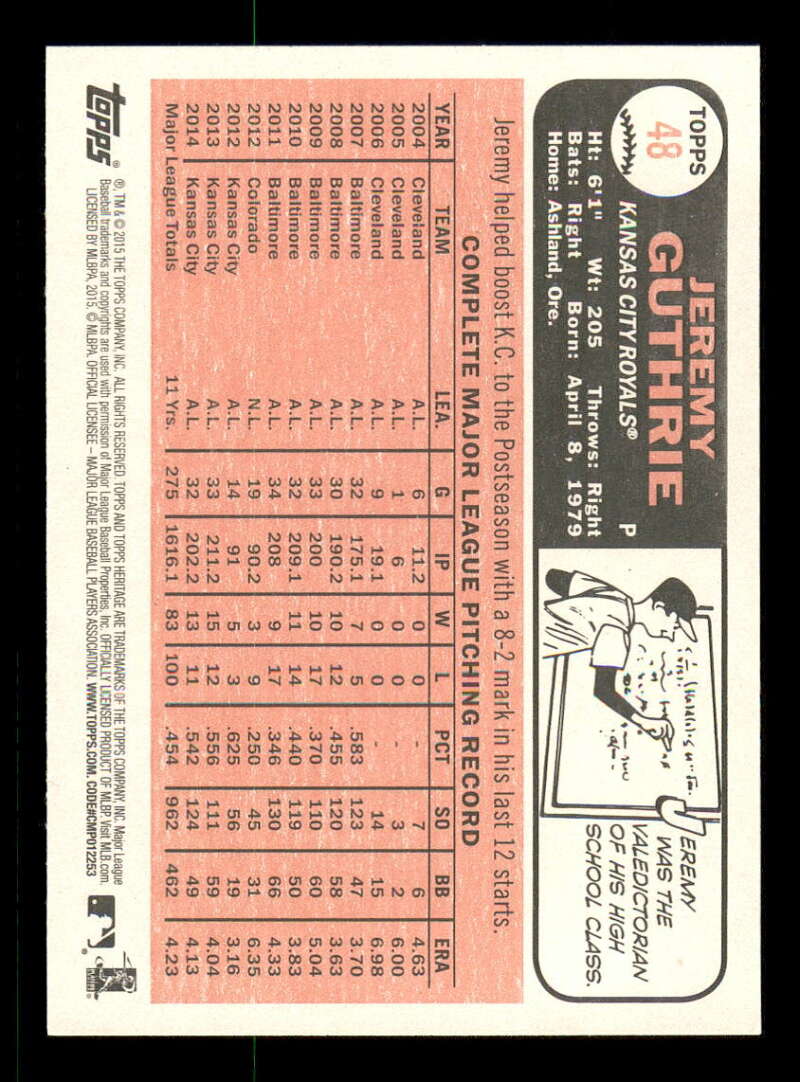 TOPPS
48
JEREMY
GUTHRIE
KANSAS CITY ROYALS® P
Ht: 6'1" Wt: 205 Throws: Right
Bats: Right Born: April 8, 1979
Home: Ashland, Ore.
JEREMY
WAS THE
VALEDICTORIAN
OF HIS HIGH
SCHOOL CLASS.
Jeremy helped boost K.C. to the Postseason with a 8-2 mark in his last 12 starts.
COMPLETE MAJOR LEAGUE PITCHING RECORD
YEAR TEAM LEA. G IP W L PCT SO BB ERA
2004 Cleveland A.L. 6 11.2 0 0 - 7 6 4.63
2005 Cleveland A.L. 1 6 0 0 - 3 2 6.00
2006 Cleveland A.L. 9 19.1 0 0 - 14 15 6.98
2007 Baltimore A.L. 32 175.1 7 5 .583 123 47 3.70
2008 Baltimore A.L. 30 190.2 10 12 .455 120 58 3.63
2009 Baltimore A.L. 33 200 10 17 .370 110 60 5.04
2010 Baltimore A.L. 32 209.1 11 14 .440 119 50 3.83
2011 Baltimore A.L. 34 208 9 17 .346 130 66 4.33
2012 Colorado N.L. 19 90.2 3 9 .250 45 31 6.35
2012 Kansas City A.L. 14 91 5 3 .625 56 19 3.16
2013 Kansas City A.L. 33 211.2 15 12 .556 111 59 4.04
2014 Kansas City A.L. 32 202.2 13 11 .542 124 49 4.13
Major League Totals 11 Yrs. 275 1616.1 83 100 .454 962 462 4.23
topps®
®, TM & © 2015 THE TOPPS COMPANY, INC. ALL RIGHTS RESERVED. TOPPS AND TOPPS HERITAGE ARE TRADEMARKS OF THE TOPPS COMPANY, INC. Major League
Baseball trademarks and copyrights are used with permission of Major League Baseball Properties, Inc. OFFICIALLY LICENSED PRODUCT OF MLBP. Visit MLB.com.
LICENSED BY MLBPA, 2015. © MLBPA. OFFICIAL LICENSEE – MAJOR LEAGUE BASEBALL PLAYERS ASSOCIATION. WWW.TOPPS.COM. CODE#CMP012253